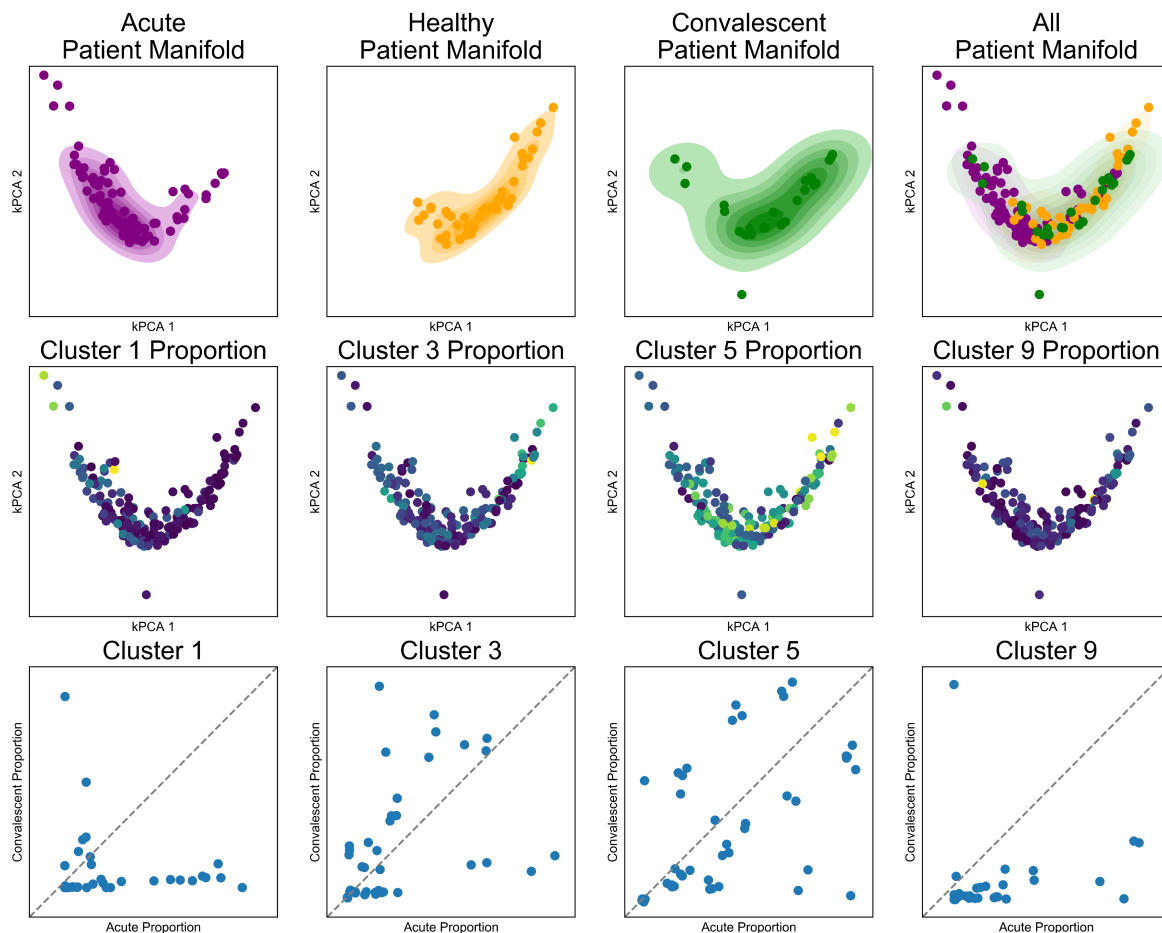 Acute
Patient Manifold
Healthy
Patient Manifold
Convalescent
Patient Manifold
All
Patient Manifold
kPCA 2
kPCA 1
kPCA 2
kPCA 1
kPCA 2
kPCA 1
kPCA 2
kPCA 1
Cluster 1 Proportion
Cluster 3 Proportion
Cluster 5 Proportion
Cluster 9 Proportion
kPCA 2
kPCA 1
kPCA 2
kPCA 1
kPCA 2
kPCA 1
kPCA 2
kPCA 1
Cluster 1
Cluster 3
Cluster 5
Cluster 9
Convalescent Proportion
Acute Proportion
Convalescent Proportion
Acute Proportion
Convalescent Proportion
Acute Proportion
Convalescent Proportion
Acute Proportion